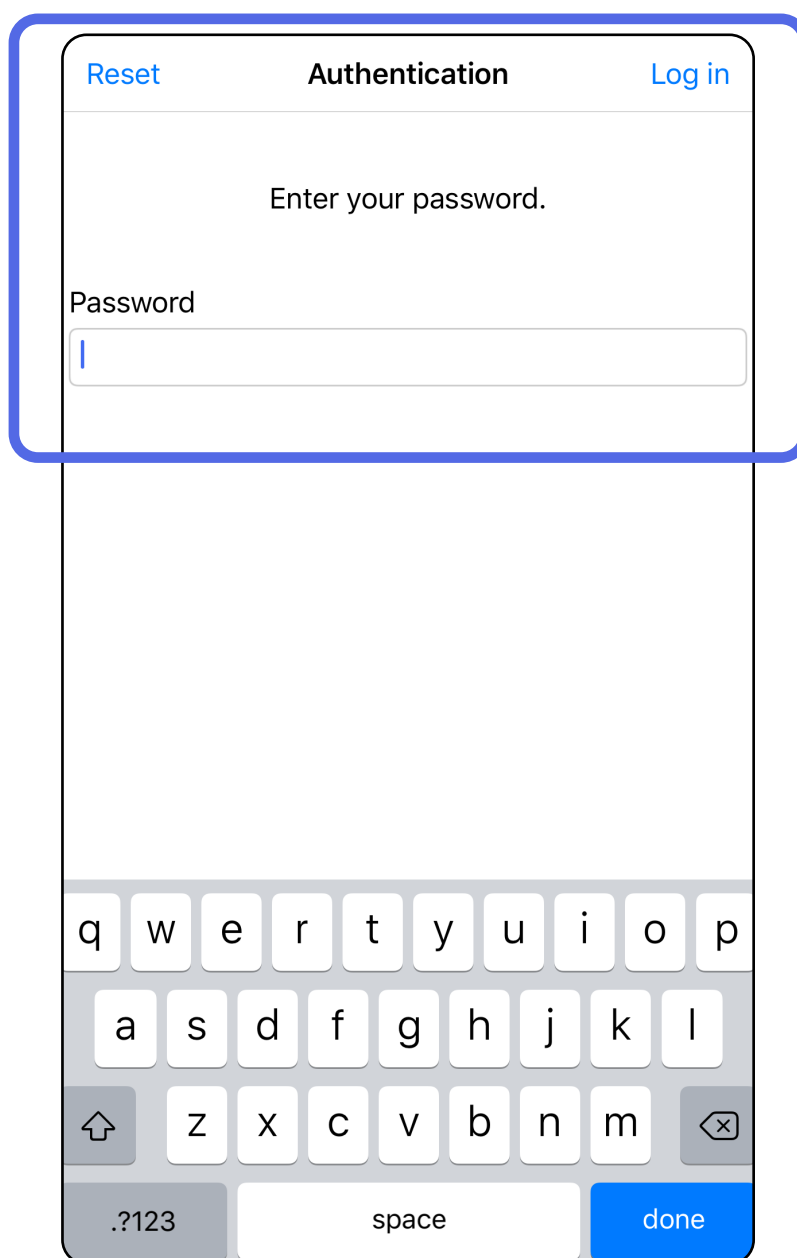 Reset Authentication Log in
Enter your password.
Password
q w e r t y u i o p
a s d f g h j k l
z x c v b n m
.?123 space done